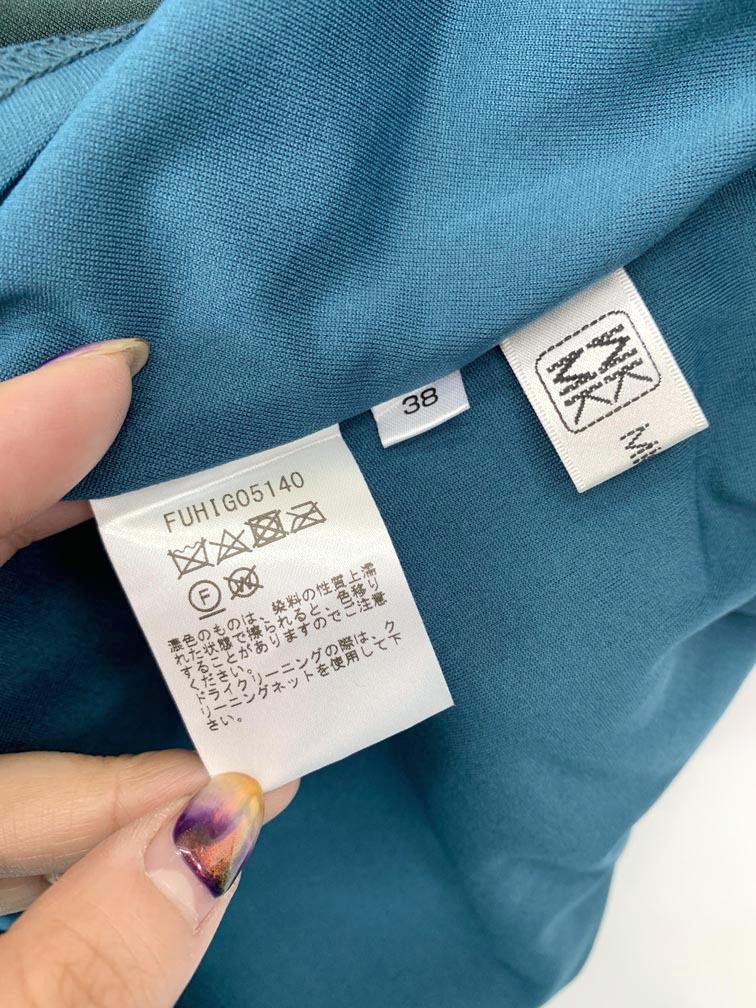 MK
MK
MI
38
FUHIG05140
F
W
濃色のものは、染料の性質上濡
れた状態で擦られると、色移り
することがありますのでご注意
ください。
ドライクリーニングの際は、ク
リーニングネットを使用して下
さい。